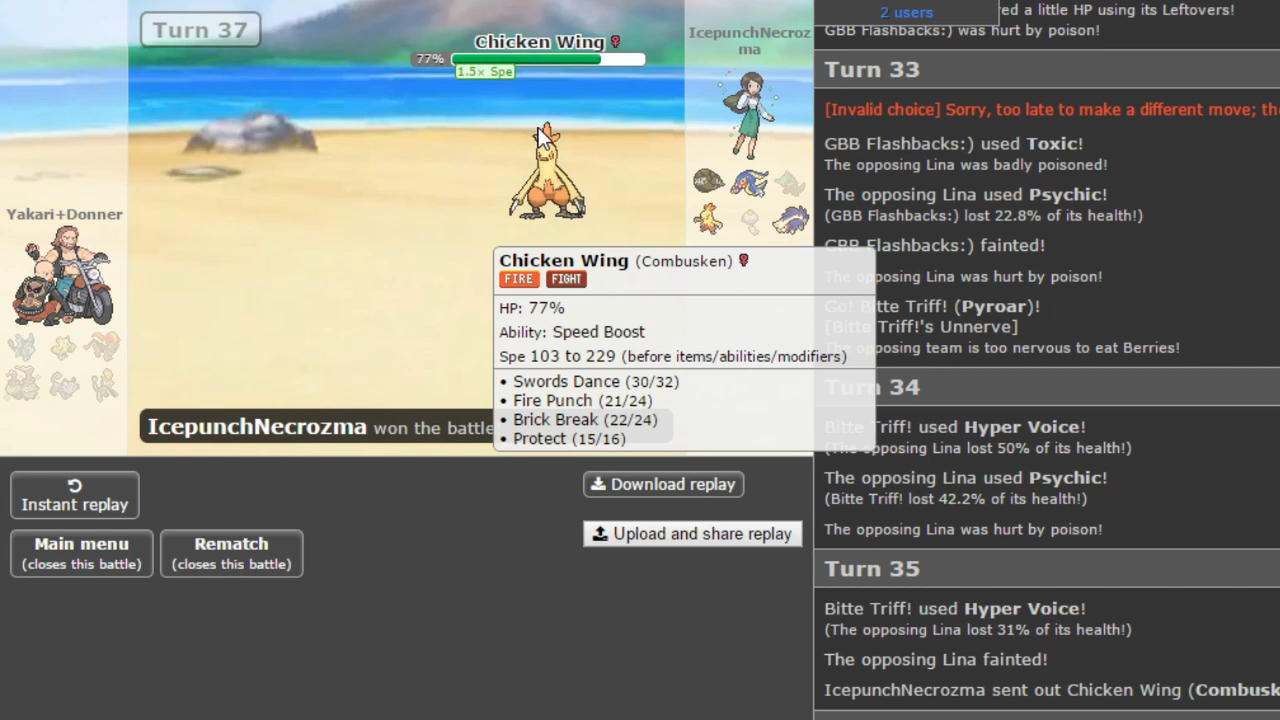 Turn 37
Chicken Wing
77%
1.5× Spe
IcepunchNecroz
ma
Yakari+Donner
Chicken Wing (Combusken)
FIRE FIGHT
HP: 77%
Ability: Speed Boost
Spe 103 to 229 (before items/abilities/modifiers)
• Swords Dance (30/32)
• Fire Punch (21/24)
• Brick Break (22/24)
• Protect (15/16)
IcepunchNecrozma won the battle
Instant replay
Download replay
Upload and share replay
Main menu
(closes this battle)
Rematch
(closes this battle)
2 users
ed a little HP using its Leftovers!
GBB Flashbacks:) was hurt by poison!
Turn 33
[Invalid choice] Sorry, too late to make a different move; th
GBB Flashbacks:) used Toxic!
The opposing Lina was badly poisoned!
The opposing Lina used Psychic!
(GBB Flashbacks:) lost 22.8% of its health!)
GBB Flashbacks:) fainted!
The opposing Lina was hurt by poison!
Go! Bitte Triff! (Pyroar)!
[Bitte Triff!'s Unnerve]
The opposing team is too nervous to eat Berries!
Turn 34
Bitte Triff! used Hyper Voice!
(The opposing Lina lost 50% of its health!)
The opposing Lina used Psychic!
(Bitte Triff! lost 42.2% of its health!)
The opposing Lina was hurt by poison!
Turn 35
Bitte Triff! used Hyper Voice!
(The opposing Lina lost 31% of its health!)
The opposing Lina fainted!
IcepunchNecrozma sent out Chicken Wing (Combusk